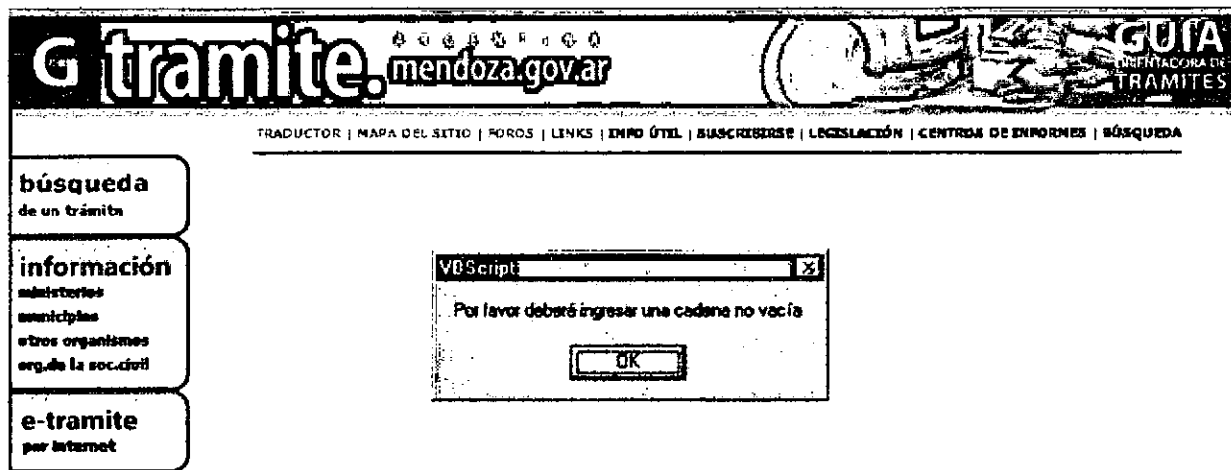 G tramite.
mendoza.gov.ar
GUÍA
ORIENTADORA DE
TRAMITES
TRADUCTOR | MAPA DEL SITIO | FOROS | LINKS | INFO ÚTIL | SUSCRIBIRSE | LEGISLACIÓN | CENTROS DE INFORMES | BÚSQUEDA
búsqueda
de un trámite
información
ministerios
municipios
otros organismos
org.de la soc.civil
e-tramite
por internet
VBScript
Por favor deberá ingresar una cadena no vacía
OK